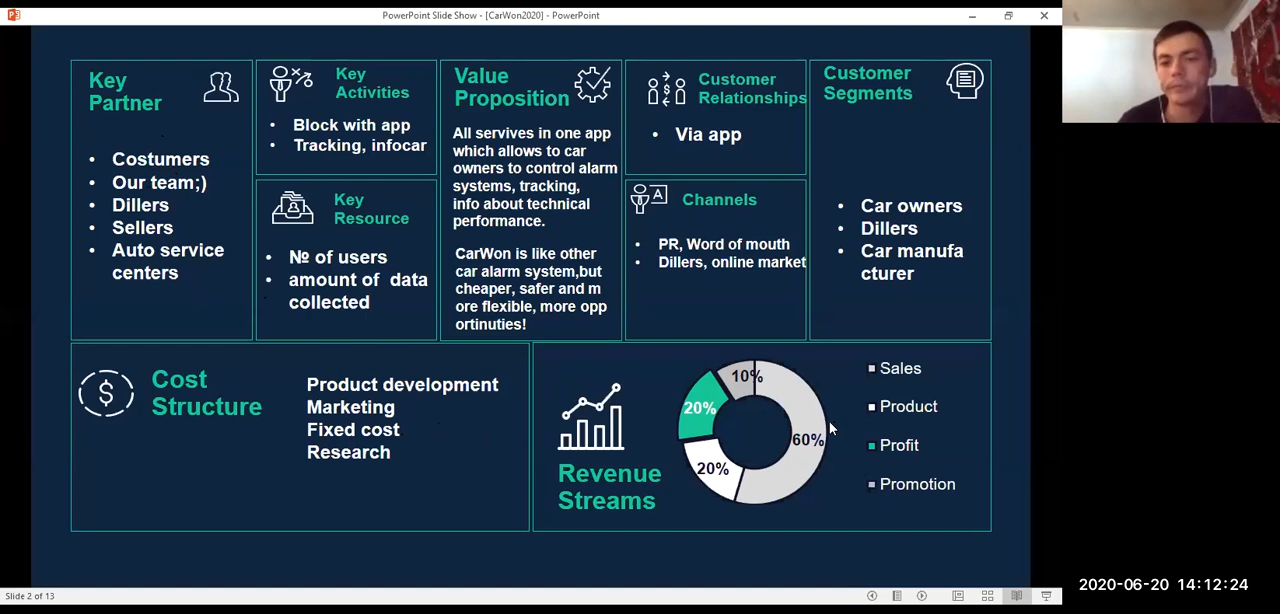 PowerPoint Slide Show - [CarWon2020] - PowerPoint
Key
Partner
• Costumers
• Our team;)
• Dillers
• Sellers
• Auto service
centers
Key
Activities
• Block with app
• Tracking, infocar
Key
Resource
• № of users
• amount of data
collected
Value
Proposition
All servives in one app
which allows to car
owners to control alarm
systems, tracking,
info about technical
performance.
CarWon is like other
car alarm system,but
cheaper, safer and m
ore flexible, more opp
ortinuties!
Customer
Relationships
• Via app
Channels
A
• PR, Word of mouth
• Dillers, online market
Customer
Segments
• Car owners
• Dillers
• Car manufa
cturer
$
Cost
Structure
Product development
Marketing
Fixed cost
Research
Revenue
Streams
10%
20%
60%
20%
Sales
Product
Profit
Promotion
Slide 2 of 13
2020-06-20 14:12:24